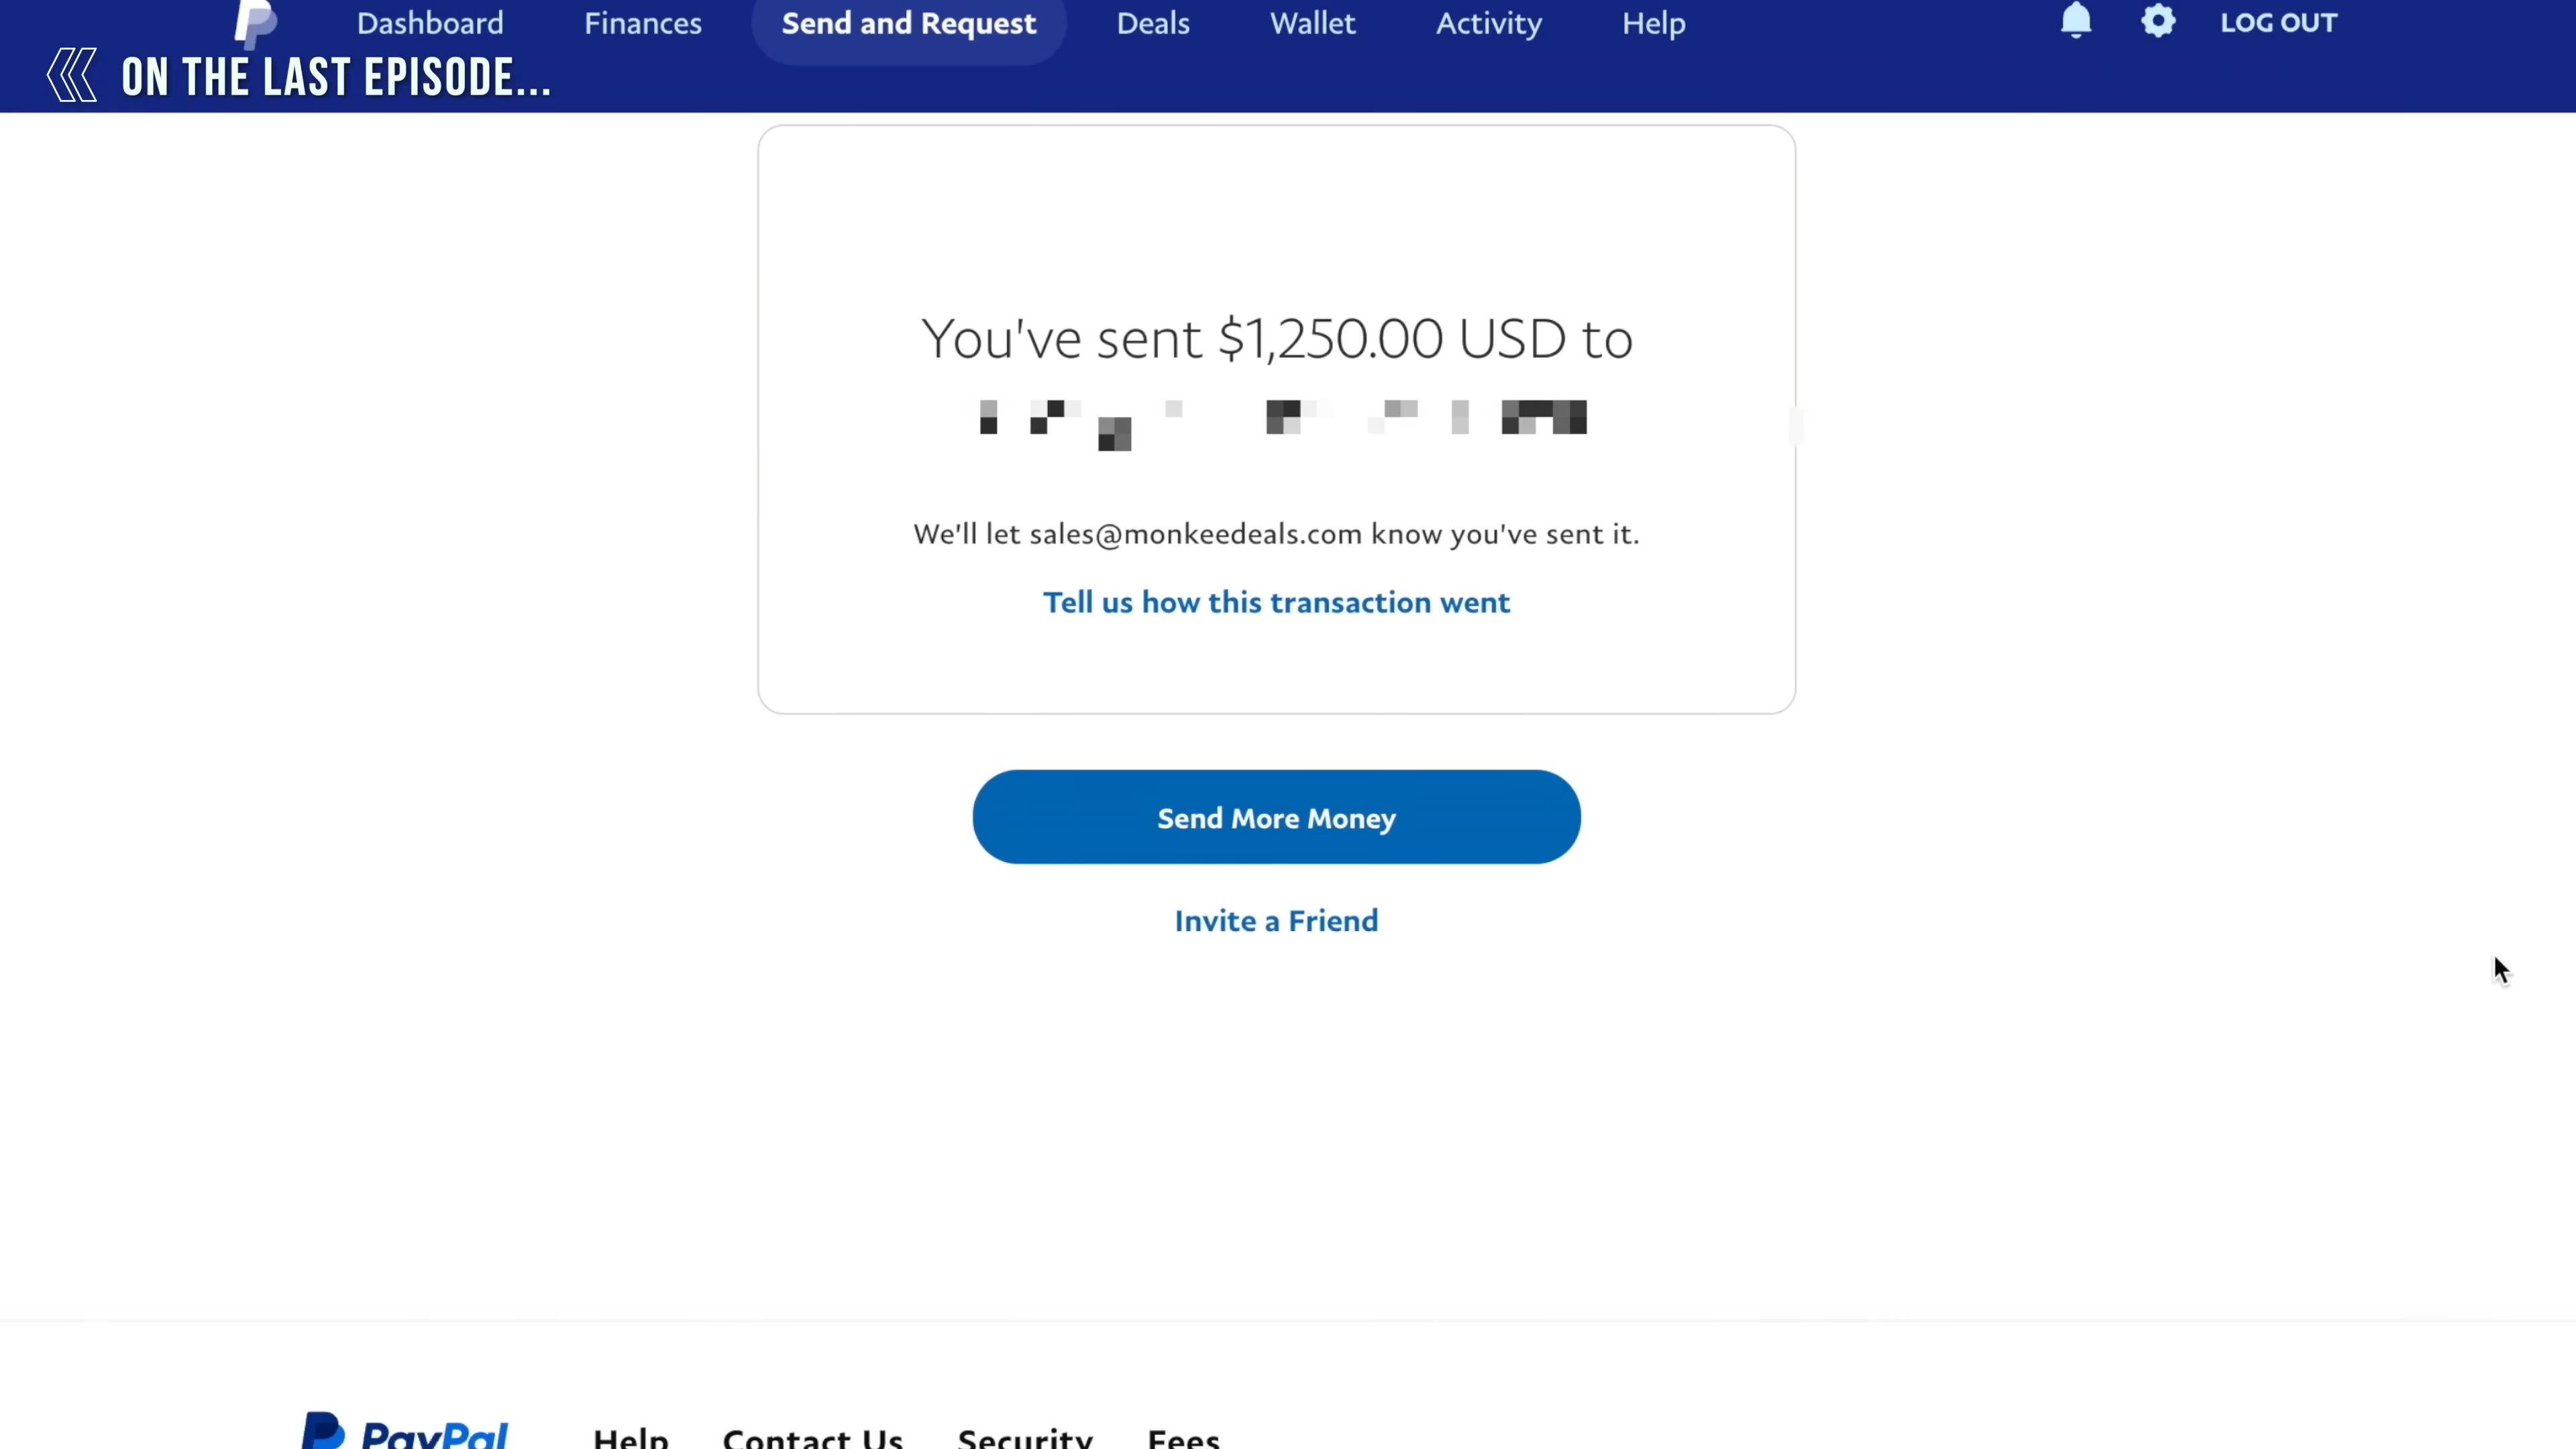 Dashboard Finances Send and Request Deals Wallet Activity Help LOG OUT
ON THE LAST EPISODE...
You've sent $1,250.00 USD to
We'll let sales@monkeedeals.com know you've sent it.
Tell us how this transaction went
Send More Money
Invite a Friend
PayPal Help Contact Us Security Fees